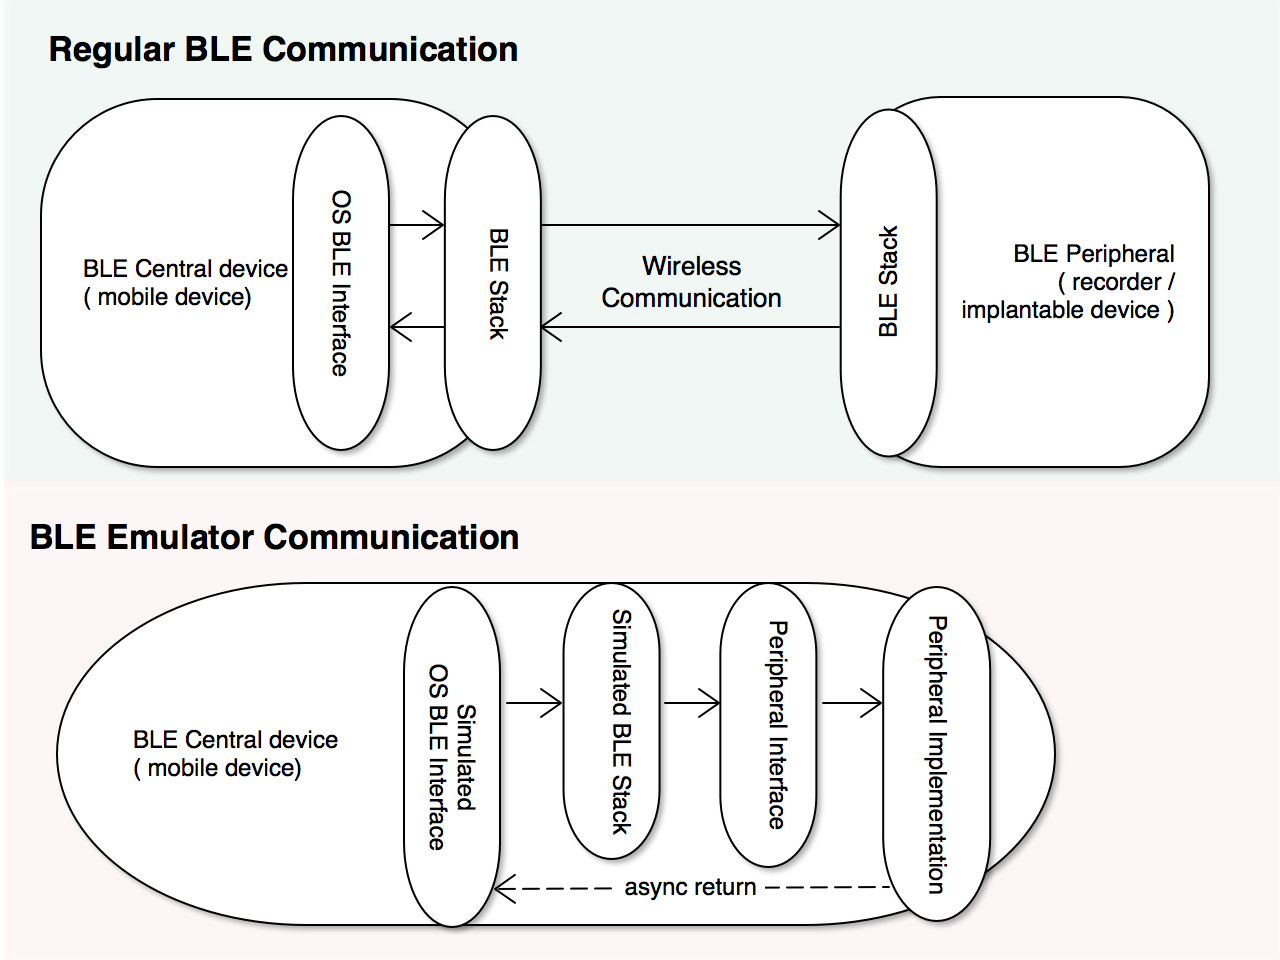 Regular BLE Communication
BLE Central device
( mobile device)
OS BLE Interface
BLE Stack
Wireless
Communication
BLE Stack
BLE Peripheral
( recorder /
implantable device )
BLE Emulator Communication
BLE Central device
( mobile device)
Simulated
OS BLE Interface
Simulated BLE Stack
Peripheral Interface
Peripheral Implementation
async return